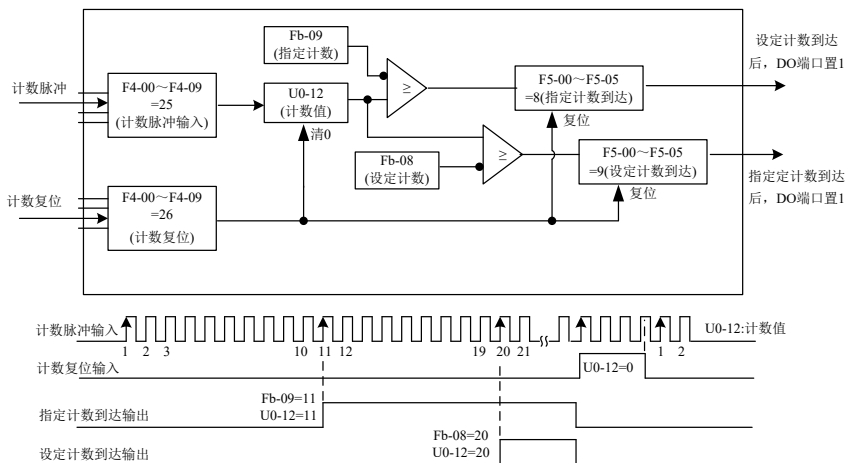 Fb-09
(指定计数)
设定计数到达
后，DO端口置1
计数脉冲
F4-00～F4-09
=25
(计数脉冲输入)
U0-12
(计数值)
≥
F5-00～F5-05
=8(指定计数到达)
清0
复位
Fb-08
(设定计数)
≥
F5-00～F5-05
=9(设定计数到达)
指定定计数到达
后，DO端口置1
计数复位
F4-00～F4-09
=26
(计数复位)
复位
计数脉冲输入
U0-12:计数值
1 2 3 10 11 12 19 20 21 1 2
计数复位输入
U0-12=0
Fb-09=11
指定计数到达输出
U0-12=11
Fb-08=20
设定计数到达输出
U0-12=20